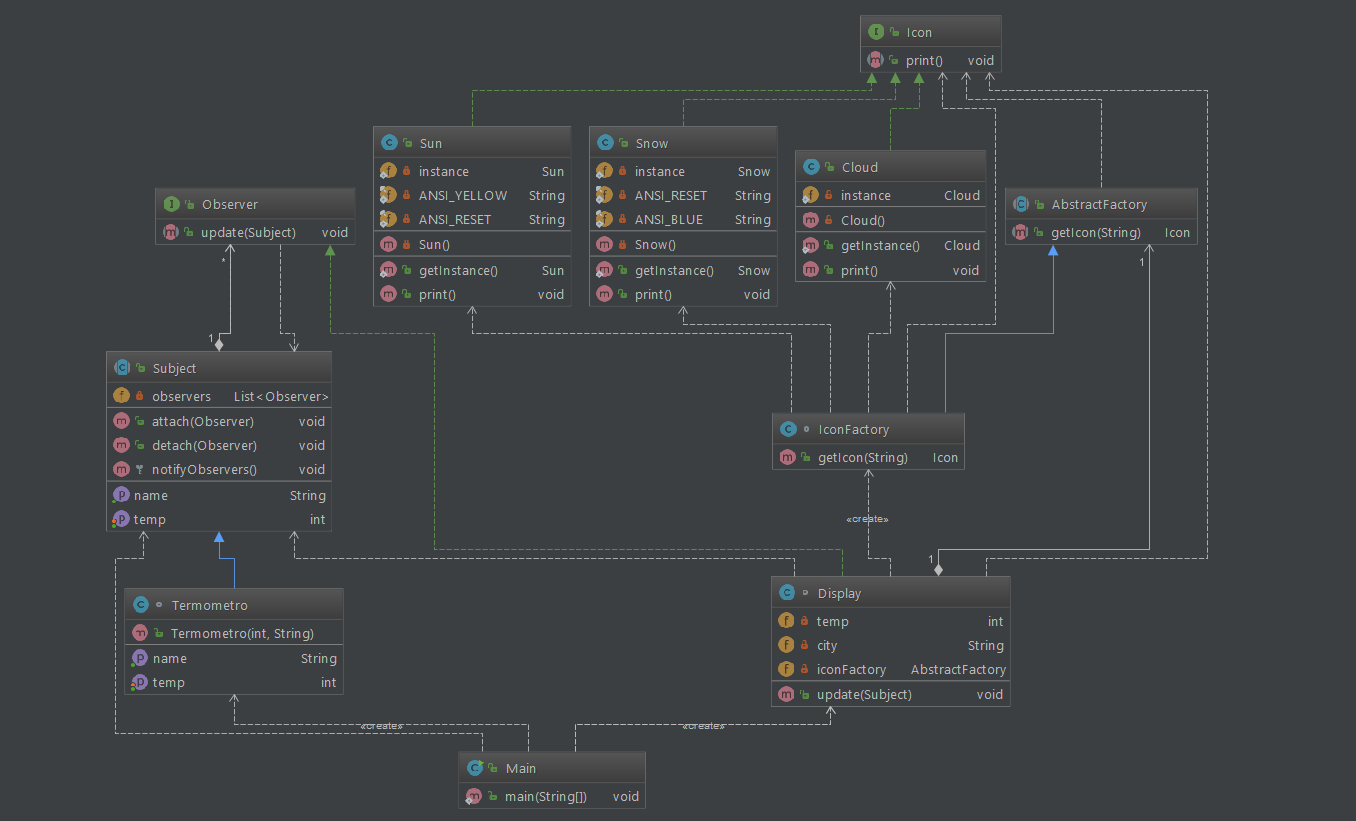 Icon
print() void
Sun
instance Sun
ANSI_YELLOW String
ANSI_RESET String
Sun()
getInstance() Sun
print() void
Snow
instance Snow
ANSI_RESET String
ANSI_BLUE String
Snow()
getInstance() Snow
print() void
Cloud
instance Cloud
Cloud()
getInstance() Cloud
print() void
Observer
update(Subject) void
AbstractFactory
getIcon(String) Icon
*
1
1
Subject
observers List<Observer>
attach(Observer) void
detach(Observer) void
notifyObservers() void
name String
temp int
IconFactory
getIcon(String) Icon
«create»
1
Termometro
Termometro(int, String)
name String
temp int
Display
temp int
city String
iconFactory AbstractFactory
update(Subject) void
«create»
«create»
Main
main(String[]) void